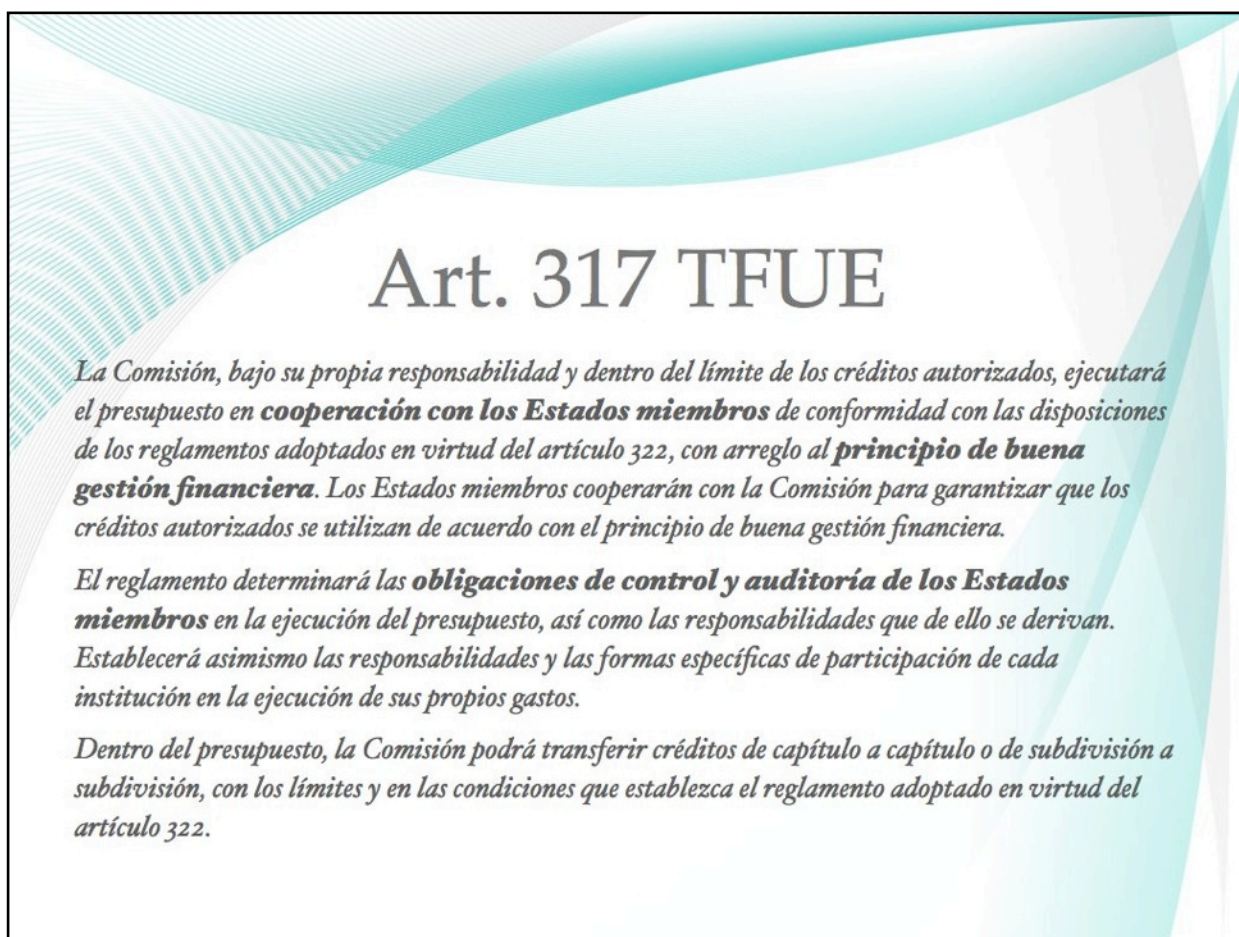 Art. 317 TFUE
La Comisión, bajo su propia responsabilidad y dentro del límite de los créditos autorizados, ejecutará
el presupuesto en cooperación con los Estados miembros de conformidad con las disposiciones
de los reglamentos adoptados en virtud del artículo 322, con arreglo al principio de buena
gestión financiera. Los Estados miembros cooperarán con la Comisión para garantizar que los
créditos autorizados se utilizan de acuerdo con el principio de buena gestión financiera.
El reglamento determinará las obligaciones de control y auditoría de los Estados
miembros en la ejecución del presupuesto, así como las responsabilidades que de ello se derivan.
Establecerá asimismo las responsabilidades y las formas específicas de participación de cada
institución en la ejecución de sus propios gastos.
Dentro del presupuesto, la Comisión podrá transferir créditos de capítulo a capítulo o de subdivisión a
subdivisión, con los límites y en las condiciones que establezca el reglamento adoptado en virtud del
artículo 322.